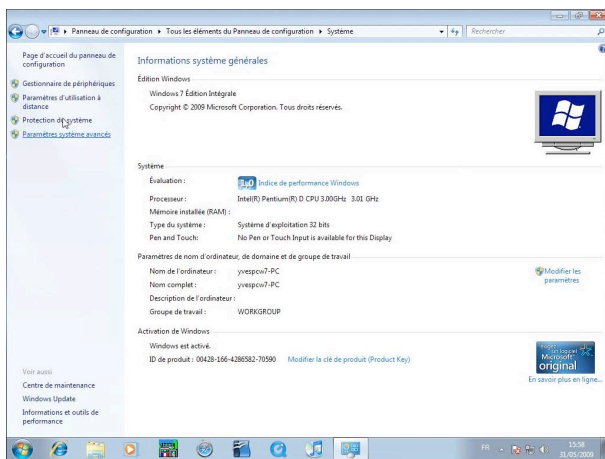 Panneau de configuration ▸ Tous les éléments du Panneau de configuration ▸ Système
Rechercher
Page d'accueil du panneau de
configuration
Gestionnaire de périphériques
Paramètres d'utilisation à
distance
Protection du système
Paramètres système avancés
Voir aussi
Centre de maintenance
Windows Update
Informations et outils de
performance
Informations système générales
Édition Windows
Windows 7 Édition Intégrale
Copyright © 2009 Microsoft Corporation. Tous droits réservés.
Système
Évaluation :
Indice de performance Windows
Processeur : Intel(R) Pentium(R) D CPU 3.00GHz 3.01 GHz
Mémoire installée (RAM) :
Type du système : Système d'exploitation 32 bits
Pen and Touch: No Pen or Touch Input is available for this Display
Paramètres de nom d'ordinateur, de domaine et de groupe de travail
Nom de l'ordinateur : yvespcw7-PC
Modifier les
paramètres
Nom complet : yvespcw7-PC
Description de l'ordinateur :
Groupe de travail : WORKGROUP
Activation de Windows
Windows est activé.
ID de produit : 00428-166-4286582-70590 Modifier la clé de produit (Product Key)
un logiciel
Microsoft
original
En savoir plus en ligne...
FR
15:58
31/05/2009